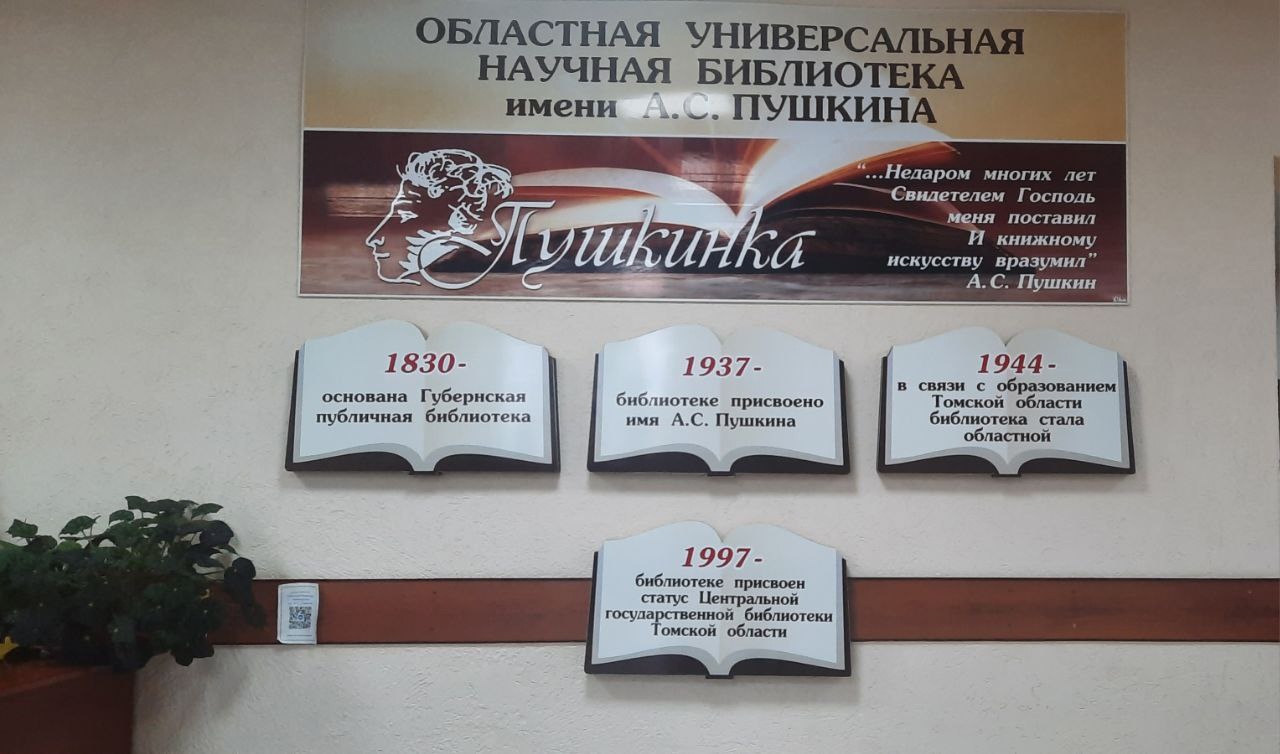 ОБЛАСТНАЯ УНИВЕРСАЛЬНАЯ
НАУЧНАЯ БИБЛИОТЕКА
имени А.С. ПУШКИНА
Пушкинка
“...Недаром многих лет
Свидетелем Господь
меня поставил
И книжному
искусству вразумил”
А.С. Пушкин
1830-
основана Губернская
публичная библиотека
1937-
библиотеке присвоено
имя А.С. Пушкина
1944-
в связи с образованием
Томской области
библиотека стала
областной
1997-
библиотеке присвоен
статус Центральной
государственной библиотеки
Томской области